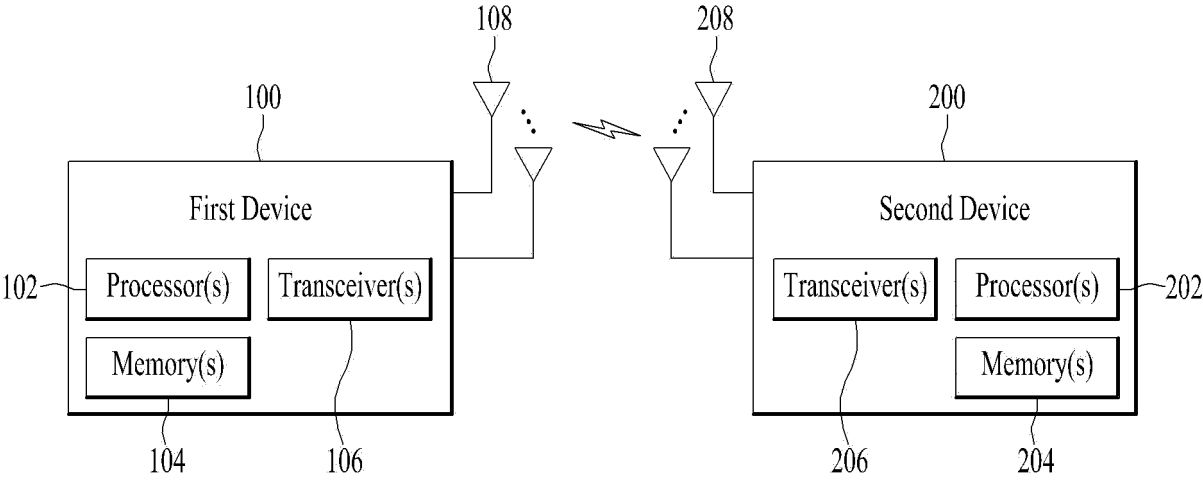 108 208
100 200
First Device Second Device
102 Processor(s) Transceiver(s) Transceiver(s) Processor(s) 202
Memory(s) Memory(s)
104 106 206 204